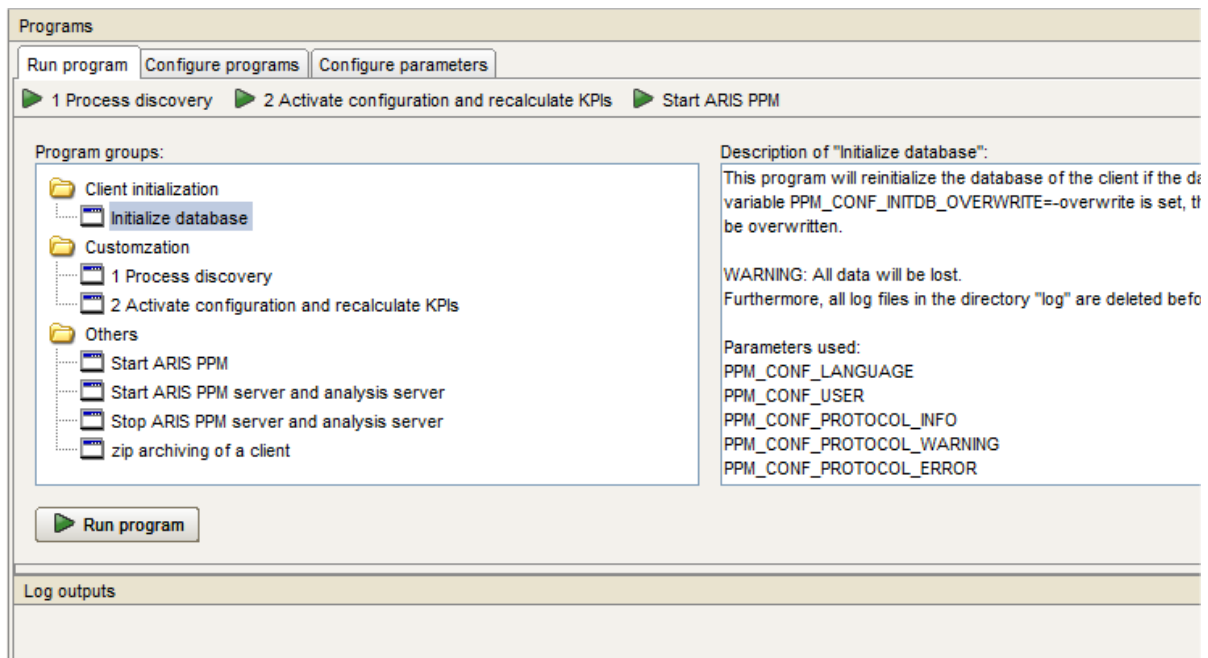 Programs
Run program Configure programs Configure parameters
1 Process discovery 2 Activate configuration and recalculate KPIs Start ARIS PPM
Program groups:
Client initialization
Initialize database
Customzation
1 Process discovery
2 Activate configuration and recalculate KPIs
Others
Start ARIS PPM
Start ARIS PPM server and analysis server
Stop ARIS PPM server and analysis server
zip archiving of a client
Description of "Initialize database":
This program will reinitialize the database of the client if the
variable PPM_CONF_INITDB_OVERWRITE=-overwrite is set,
be overwritten.
WARNING: All data will be lost.
Furthermore, all log files in the directory "log" are deleted
Parameters used:
PPM_CONF_LANGUAGE
PPM_CONF_USER
PPM_CONF_PROTOCOL_INFO
PPM_CONF_PROTOCOL_WARNING
PPM_CONF_PROTOCOL_ERROR
Run program
Log outputs